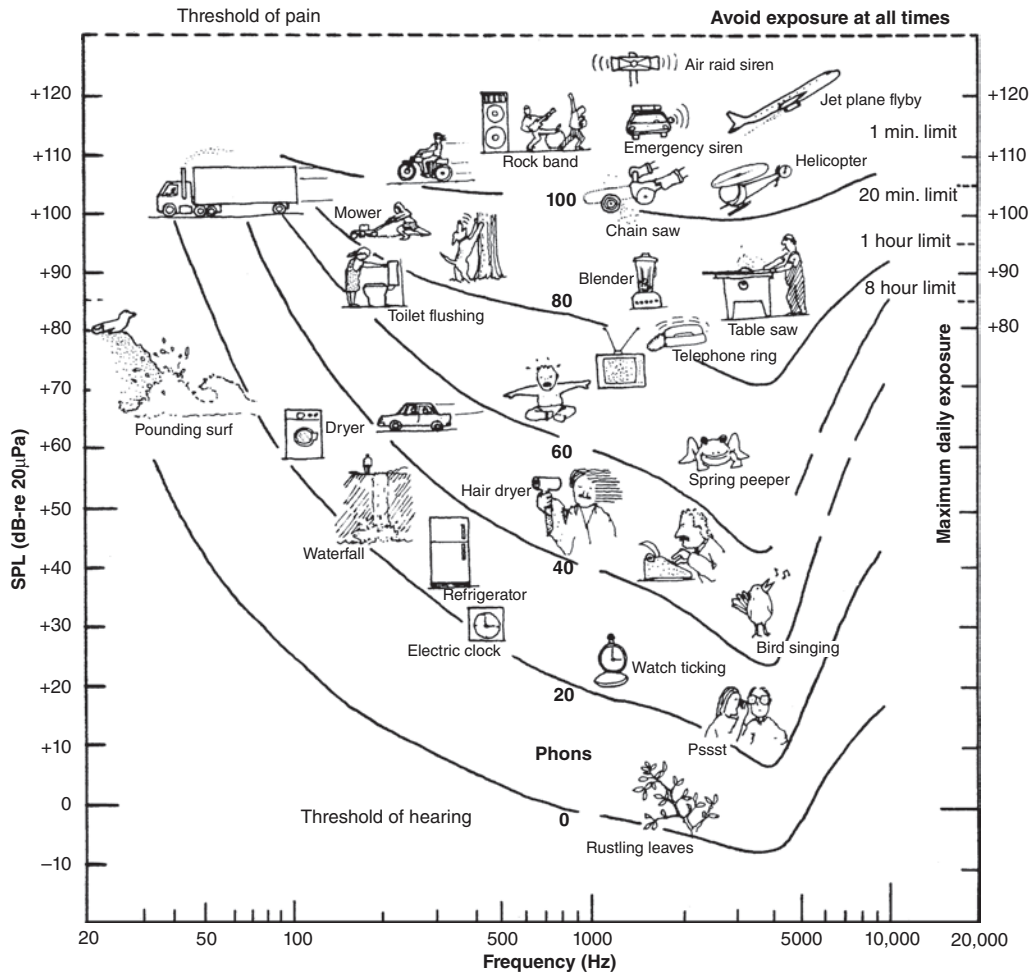 Threshold of pain
Avoid exposure at all times
Air raid siren
+120
+120
Jet plane flyby
1 min. limit
Emergency siren
Rock band
+110
+110
Helicopter
20 min. limit
100
+100
+100
Mower
Chain saw
1 hour limit
+90
Blender
+90
8 hour limit
80
Toilet flushing
Table saw
+80
+80
Telephone ring
+70
Pounding surf
Dryer
+60
60
Spring peeper
Hair dryer
+50
Waterfall
40
+40
Refrigerator
+30
Electric clock
Bird singing
Watch ticking
+20
20
Pssst
+10
Phons
0
Threshold of hearing
0
Rustling leaves
–10
SPL (dB-re 20µPa)
Maximum daily exposure
20
50
100
500
1000
5000
10,000
20,000
Frequency (Hz)